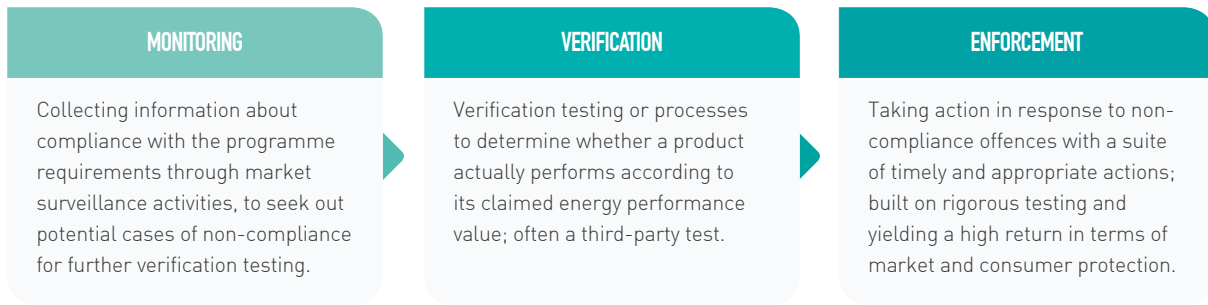 MONITORING
Collecting information about
compliance with the programme
requirements through market
surveillance activities, to seek out
potential cases of non-compliance
for further verification testing.
VERIFICATION
Verification testing or processes
to determine whether a product
actually performs according to
its claimed energy performance
value; often a third-party test.
ENFORCEMENT
Taking action in response to non-
compliance offences with a suite
of timely and appropriate actions;
built on rigorous testing and
yielding a high return in terms of
market and consumer protection.